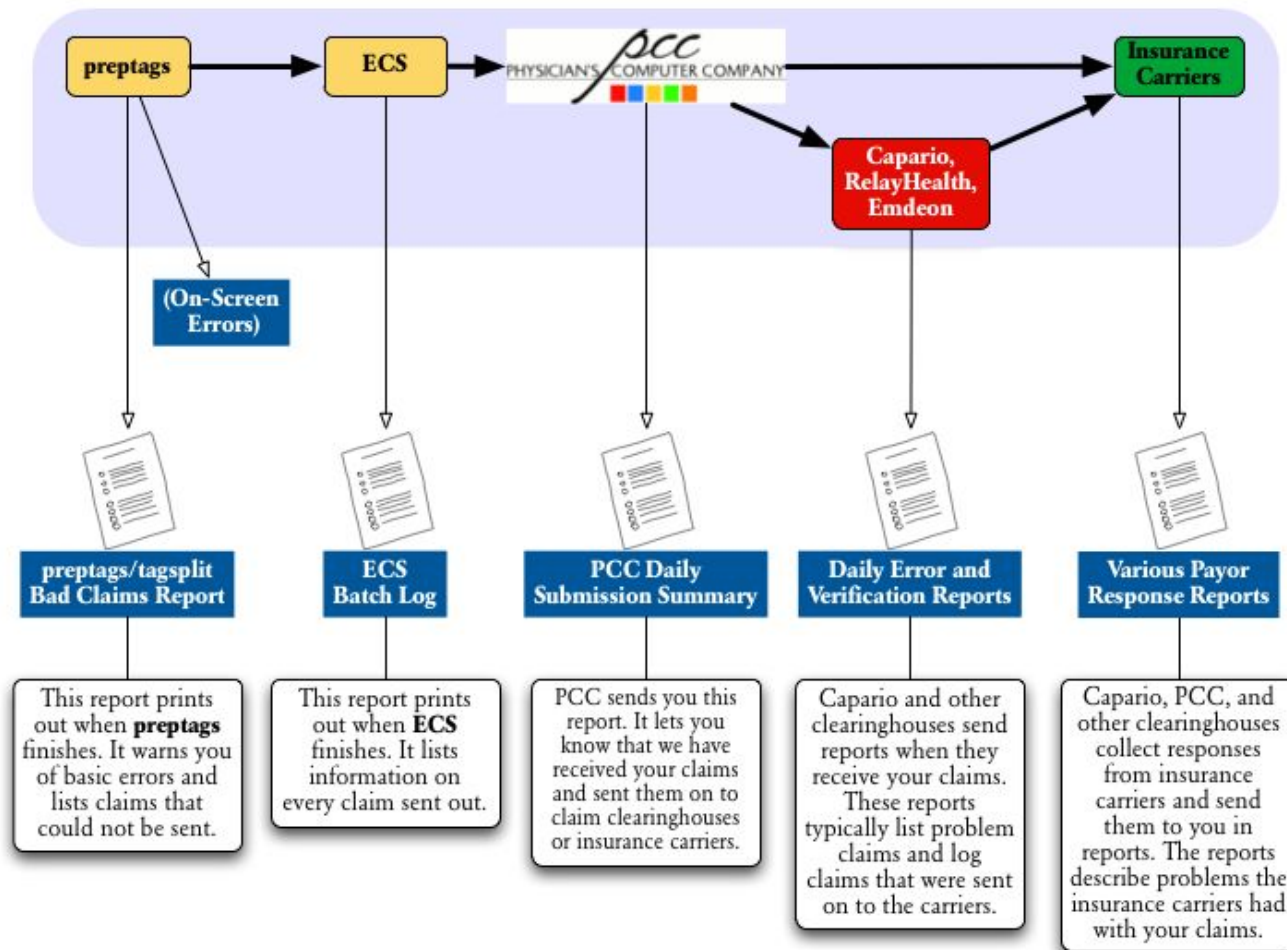 preptags
ECS
pcc
PHYSICIAN'S COMPUTER COMPANY
Insurance
Carriers
Capario,
RelayHealth,
Emdeon
(On-Screen
Errors)
preptags/tagsplit
Bad Claims Report
ECS
Batch Log
PCC Daily
Submission Summary
Daily Error and
Verification Reports
Various Payor
Response Reports
This report prints
out when preptags
finishes. It warns you
of basic errors and
lists claims that
could not be sent.
This report prints
out when ECS
finishes. It lists
information on
every claim sent out.
PCC sends you this
report. It lets you
know that we have
received your claims
and sent them on to
claim clearinghouses
or insurance carriers.
Capario and other
clearinghouses send
reports when they
receive your claims.
These reports
typically list problem
claims and log
claims that were sent
on to the carriers.
Capario, PCC, and
other clearinghouses
collect responses
from insurance
carriers and send
them to you in
reports. The reports
describe problems the
insurance carriers had
with your claims.